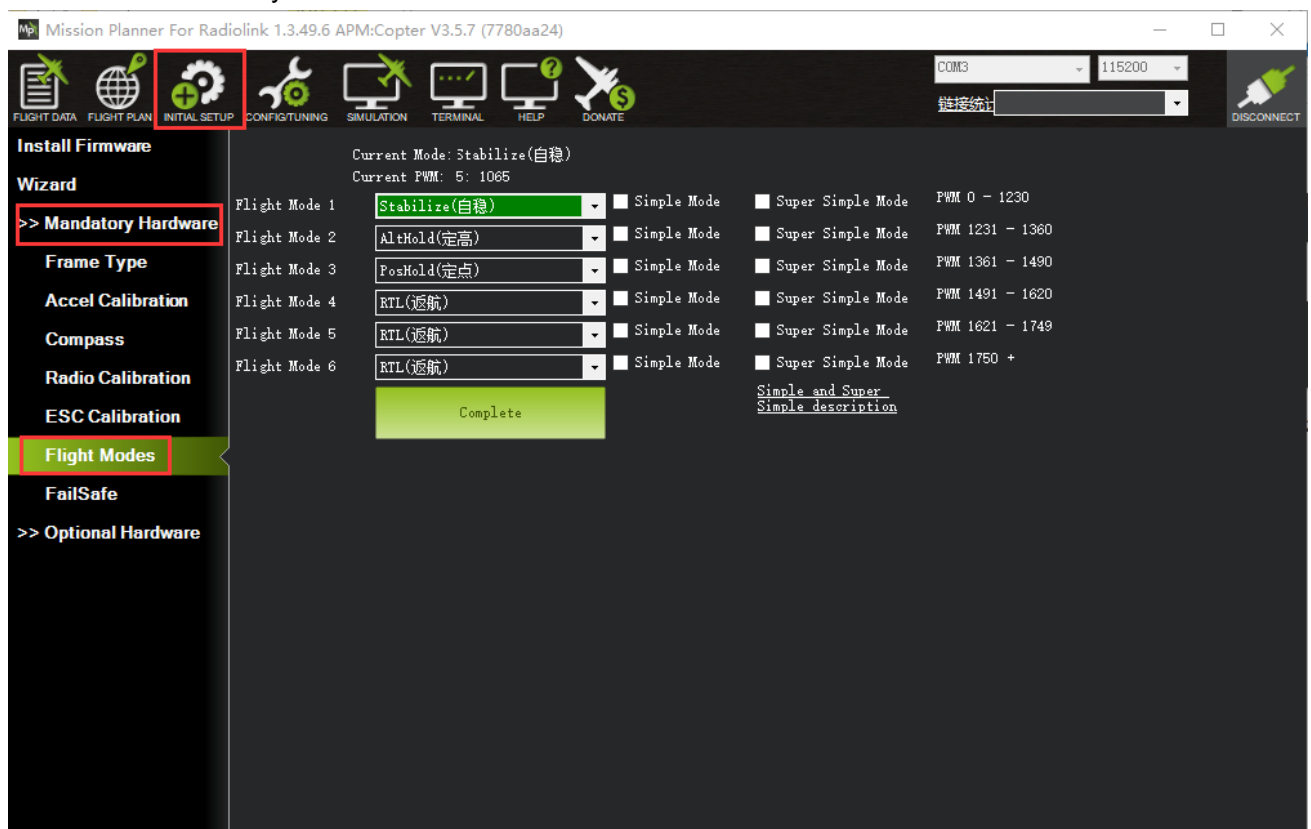 Mission Planner For Radiolink 1.3.49.6 APM:Copter V3.5.7 (7780aa24)
FLIGHT DATA FLIGHT PLAN INITIAL SETUP CONFIG/TUNING SIMULATION TERMINAL HELP DONATE
COM3 115200
链接统计
DISCONNECT
Install Firmware
Wizard
>> Mandatory Hardware
Frame Type
Accel Calibration
Compass
Radio Calibration
ESC Calibration
Flight Modes
FailSafe
>> Optional Hardware
Current Mode: Stabilize(自稳)
Current PWM: 5: 1065
Flight Mode 1 Stabilize(自稳) Simple Mode Super Simple Mode PWM 0 - 1230
Flight Mode 2 AltHold(定高) Simple Mode Super Simple Mode PWM 1231 - 1360
Flight Mode 3 PosHold(定点) Simple Mode Super Simple Mode PWM 1361 - 1490
Flight Mode 4 RTL(返航) Simple Mode Super Simple Mode PWM 1491 - 1620
Flight Mode 5 RTL(返航) Simple Mode Super Simple Mode PWM 1621 - 1749
Flight Mode 6 RTL(返航) Simple Mode Super Simple Mode PWM 1750 +
Complete
Simple and Super
Simple description